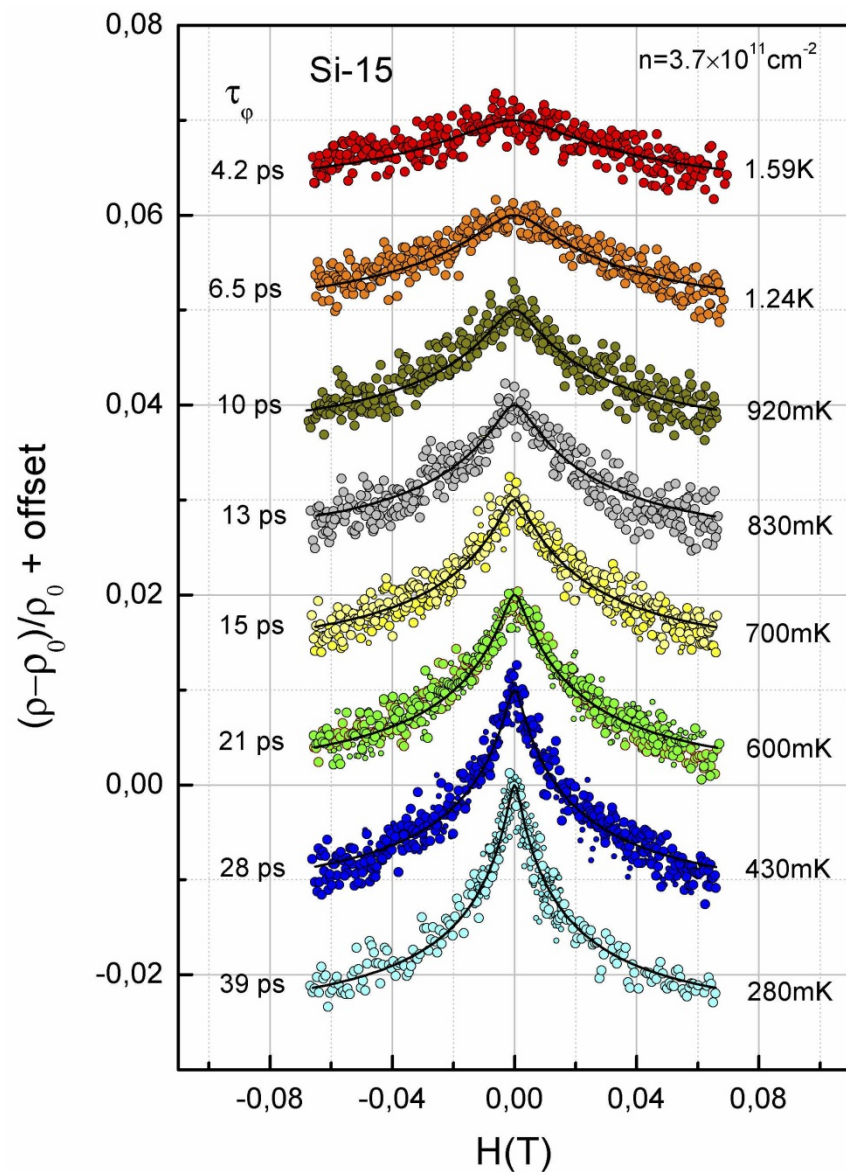 0,08
Si-15
n=3.7×10¹¹cm⁻²
τφ
4.2 ps
1.59K
0,06
6.5 ps
1.24K
10 ps
920mK
0,04
13 ps
830mK
15 ps
700mK
0,02
21 ps
600mK
0,00
28 ps
430mK
-0,02
39 ps
280mK
(ρ–ρ₀)/ρ₀ + offset
-0,08
-0,04
0,00
0,04
0,08
H(T)